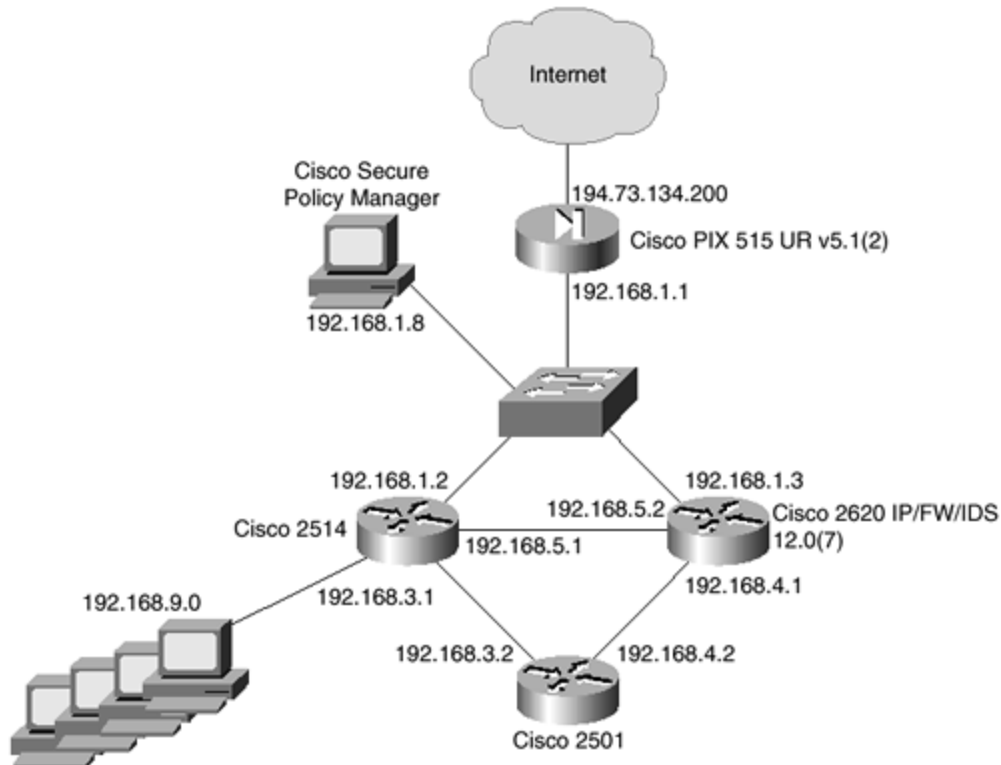 Internet
194.73.134.200
Cisco PIX 515 UR v5.1(2)
192.168.1.1
Cisco Secure
Policy Manager
192.168.1.8
192.168.1.2
192.168.1.3
Cisco 2514
192.168.5.2
192.168.5.1
Cisco 2620 IP/FW/IDS
12.0(7)
192.168.9.0
192.168.3.1
192.168.4.1
192.168.3.2
192.168.4.2
Cisco 2501